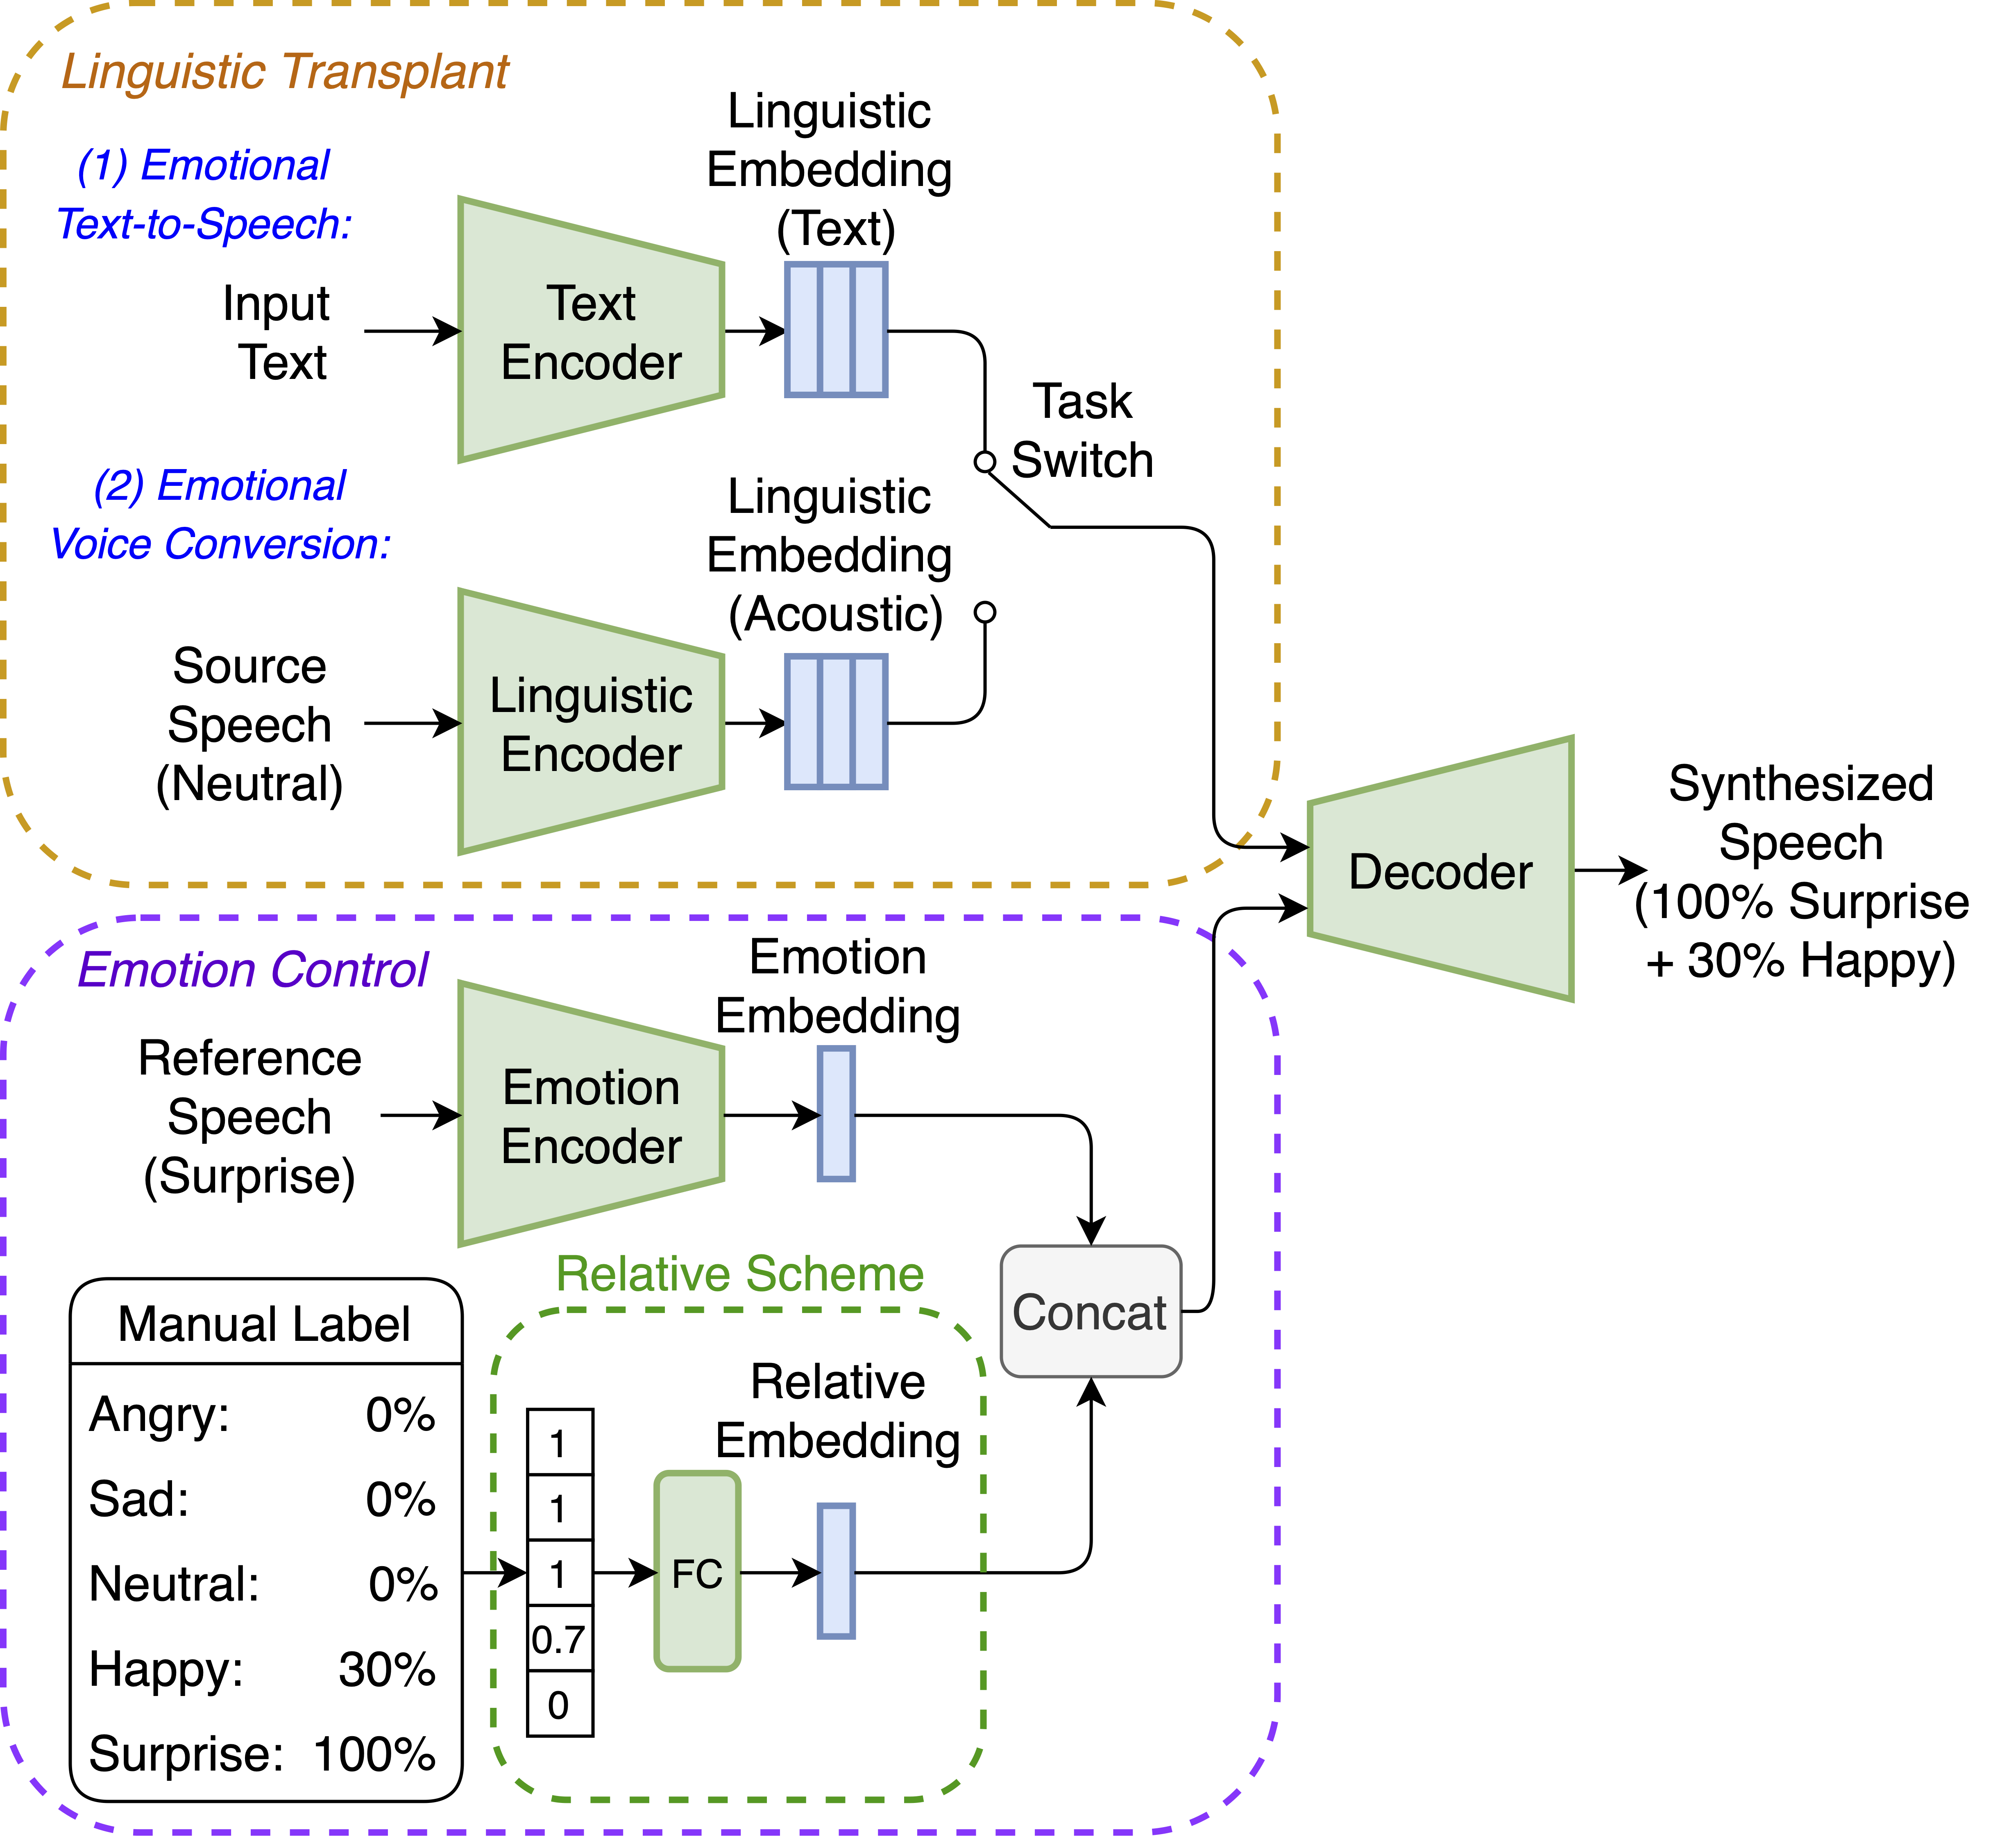 Linguistic Transplant
(1) Emotional
Text-to-Speech:
Input
Text
Text
Encoder
Linguistic
Embedding
(Text)
Task
Switch
(2) Emotional
Voice Conversion:
Source
Speech
(Neutral)
Linguistic
Encoder
Linguistic
Embedding
(Acoustic)
Decoder
Synthesized
Speech
(100% Surprise
+ 30% Happy)
Emotion Control
Reference
Speech
(Surprise)
Emotion
Encoder
Emotion
Embedding
Concat
Manual Label
Angry: 0%
Sad: 0%
Neutral: 0%
Happy: 30%
Surprise: 100%
Relative Scheme
1
1
1
0.7
0
FC
Relative
Embedding